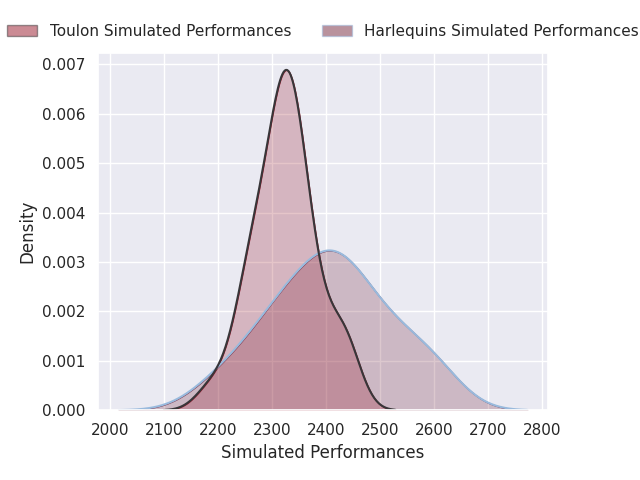 Toulon Simulated Performances Harlequins Simulated Performances
0.007
0.006
0.005
0.004
0.003
0.002
0.001
0.000
Density
2000 2100 2200 2300 2400 2500 2600 2700 2800
Simulated Performances